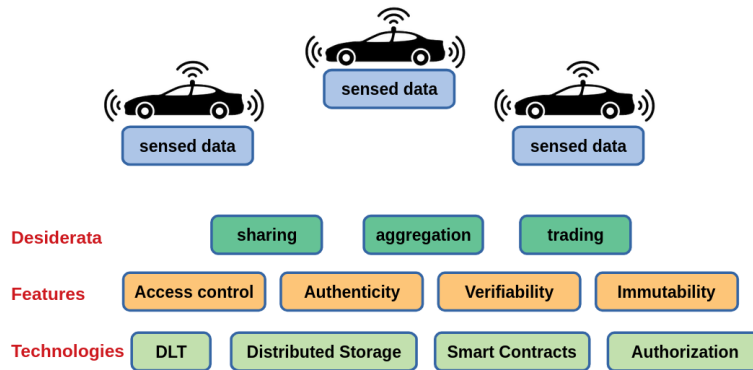 sensed data
sensed data
sensed data
Desiderata sharing aggregation trading
Features Access control Authenticity Verifiability Immutability
Technologies DLT Distributed Storage Smart Contracts Authorization